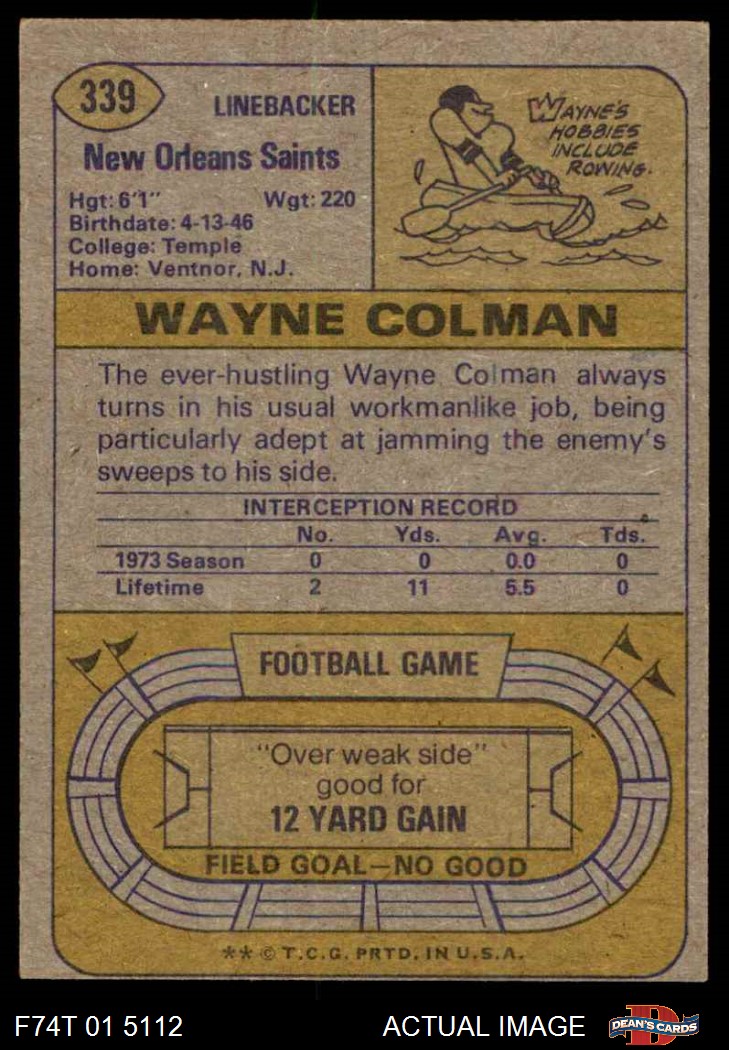 339
LINEBACKER
New Orleans Saints
Hgt: 6'1" Wgt: 220
Birthdate: 4-13-46
College: Temple
Home: Ventnor, N.J.
WAYNE'S
HOBBIES
INCLUDE
ROWING.
WAYNE COLMAN
The ever-hustling Wayne Colman always
turns in his usual workmanlike job, being
particularly adept at jamming the enemy's
sweeps to his side.
INTERCEPTION RECORD
No. Yds. Avg. Tds.
1973 Season 0 0 0.0 0
Lifetime 2 11 5.5 0
FOOTBALL GAME
"Over weak side"
good for
12 YARD GAIN
FIELD GOAL—NO GOOD
** © T.C.G. PRTD. IN U.S.A.
F74T 01 5112 ACTUAL IMAGE
D
DEAN'S CARDS